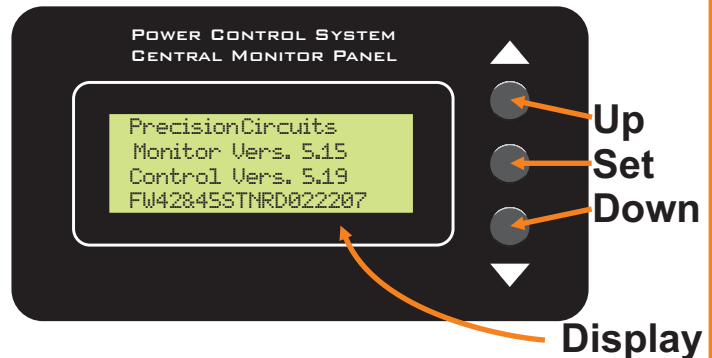 POWER CONTROL SYSTEM
CENTRAL MONITOR PANEL
PrecisionCircuits
Monitor Vers. 5.15
Control Vers. 5.19
FW42&45STNRD022207
Up
Set
Down
Display